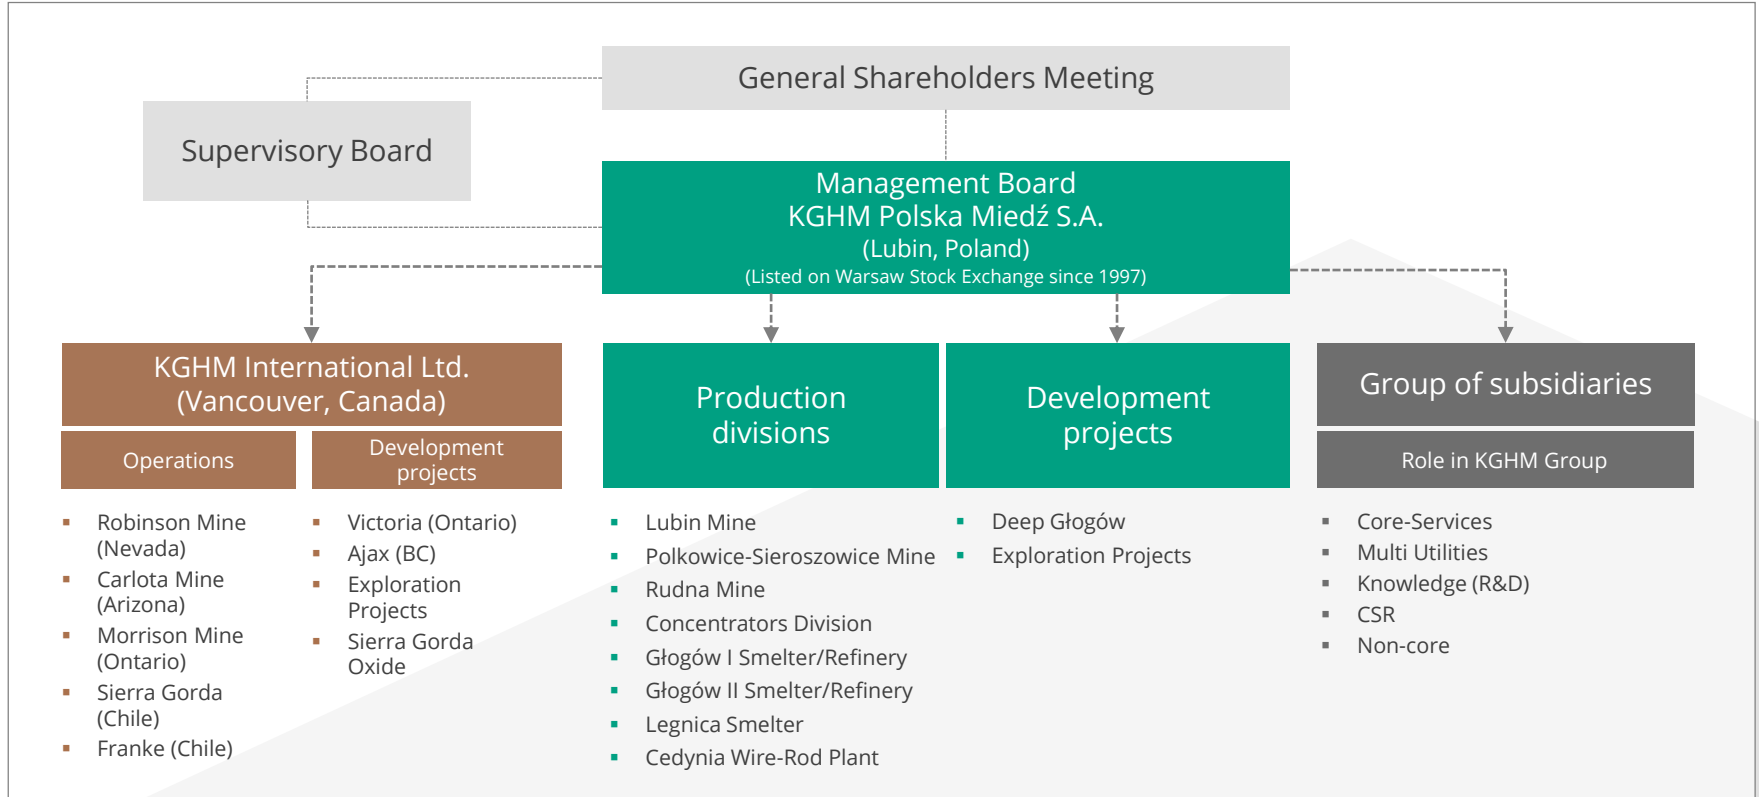 General Shareholders Meeting
Supervisory Board
Management Board
KGHM Polska Miedź S.A.
(Lubin, Poland)
(Listed on Warsaw Stock Exchange since 1997)
KGHM International Ltd.
(Vancouver, Canada)
Operations
Robinson Mine
(Nevada)
Carlota Mine
(Arizona)
Morrison Mine
(Ontario)
Sierra Gorda
(Chile)
Franke (Chile)
Development
projects
Victoria (Ontario)
Ajax (BC)
Exploration
Projects
Sierra Gorda
Oxide
Production
divisions
Lubin Mine
Polkowice-Sieroszowice Mine
Rudna Mine
Concentrators Division
Głogów I Smelter/Refinery
Głogów II Smelter/Refinery
Legnica Smelter
Cedynia Wire-Rod Plant
Development
projects
Deep Głogów
Exploration Projects
Group of subsidiaries
Role in KGHM Group
Core-Services
Multi Utilities
Knowledge (R&D)
CSR
Non-core